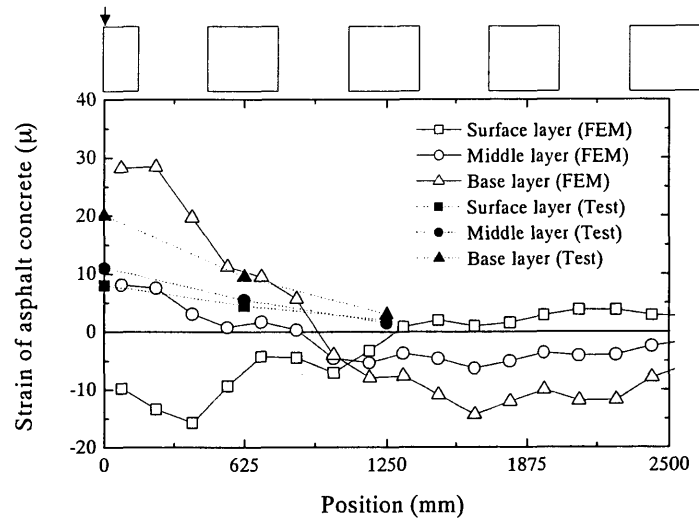 40
30
20
10
0
-10
-20
Strain of asphalt concrete (μ)
Surface layer (FEM)
Middle layer (FEM)
Base layer (FEM)
Surface layer (Test)
Middle layer (Test)
Base layer (Test)
0 625 1250 1875 2500
Position (mm)